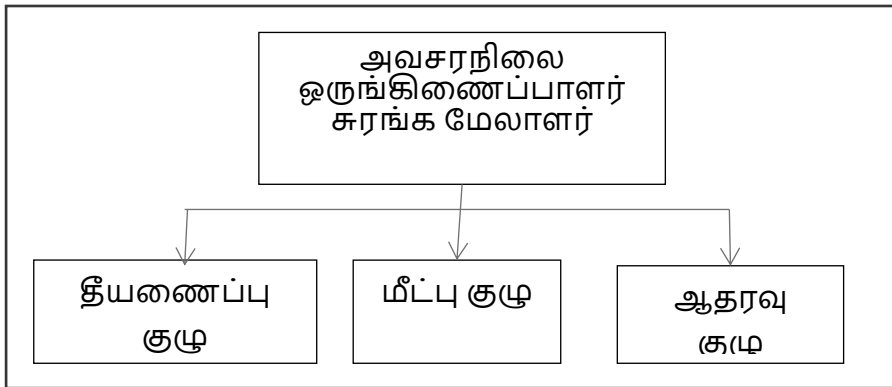 அவசரநிலை
ஒருங்கிணைப்பாளர்
சுரங்க மேலாளர்
தீயணைப்பு
குழு
மீட்பு குழு
ஆதரவு
குழு